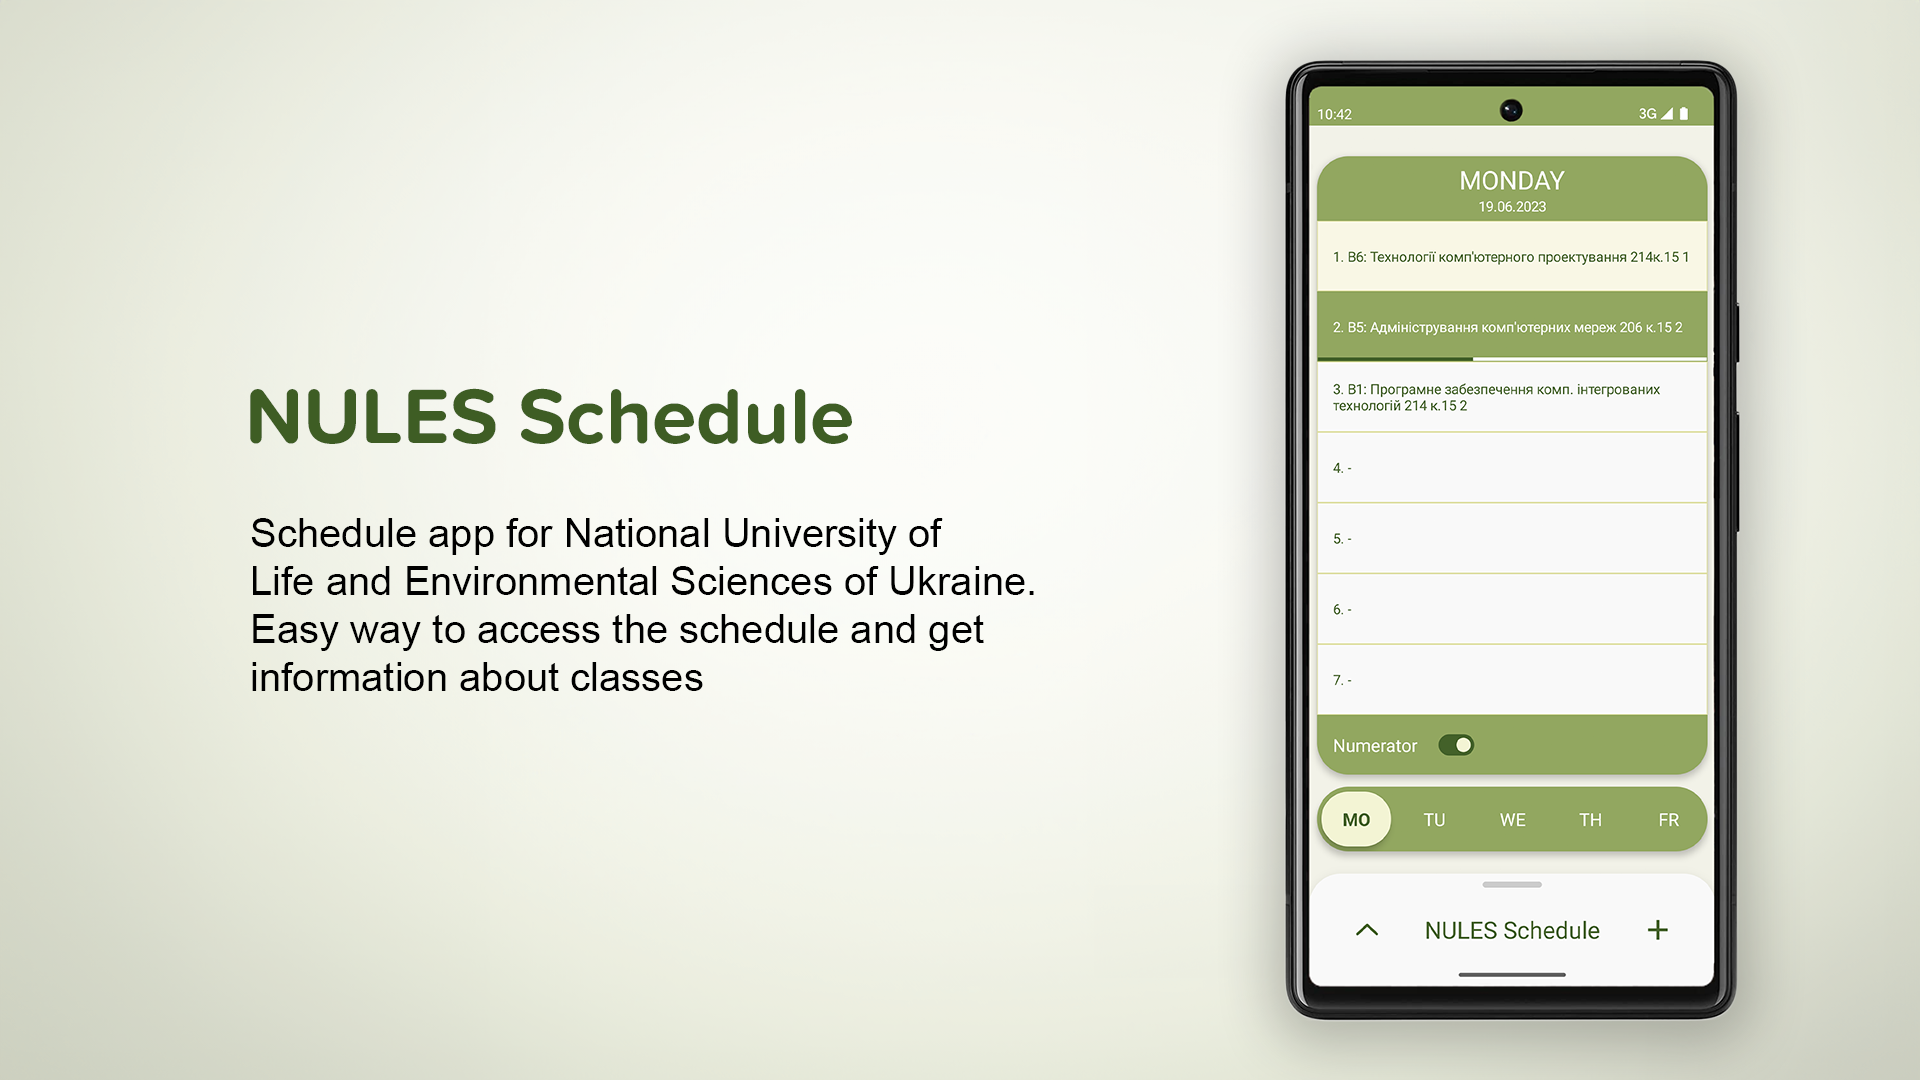 NULES Schedule
Schedule app for National University of
Life and Environmental Sciences of Ukraine.
Easy way to access the schedule and get
information about classes
10:42
3G
MONDAY
19.06.2023
1. В6: Технології комп'ютерного проектування 214к.15 1
2. В5: Адміністрування комп'ютерних мереж 206 к.15 2
3. В1: Програмне забезпечення комп. інтегрованих
технологій 214 к.15 2
4. -
5. -
6. -
7. -
Numerator
MO TU WE TH FR
NULES Schedule